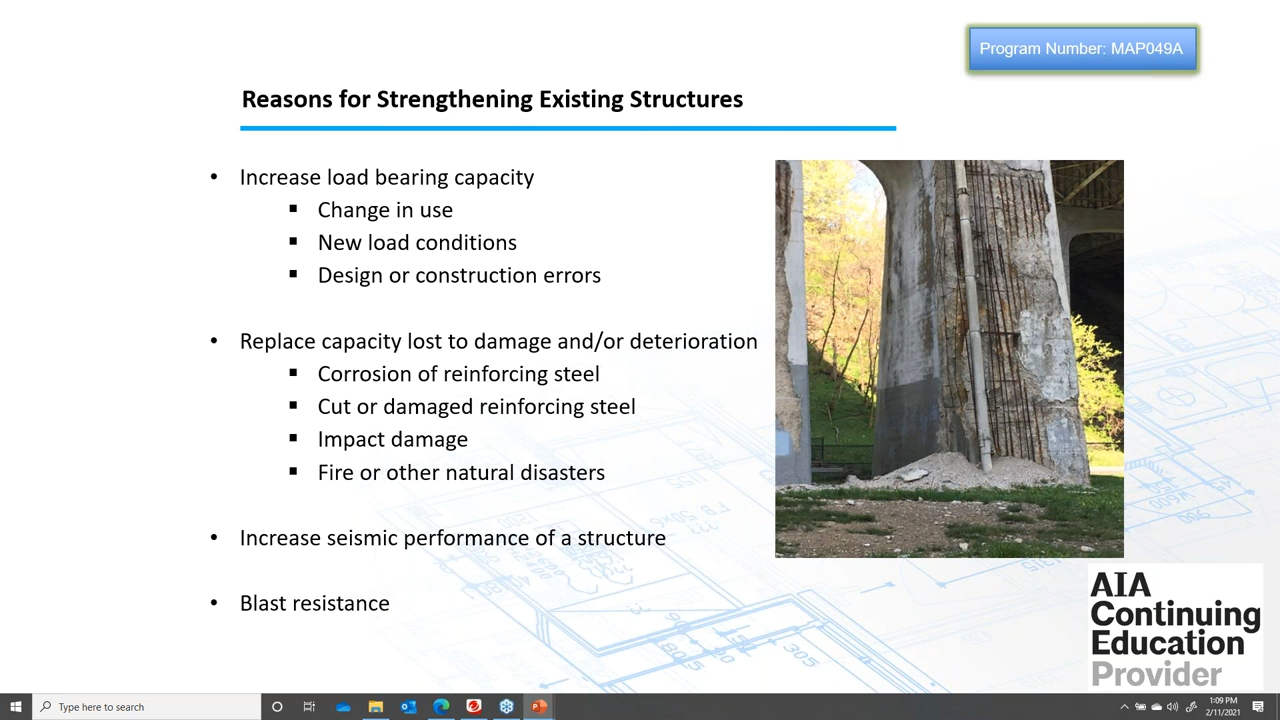 Program Number: MAP049A
Reasons for Strengthening Existing Structures
• Increase load bearing capacity
▪ Change in use
▪ New load conditions
▪ Design or construction errors
• Replace capacity lost to damage and/or deterioration
▪ Corrosion of reinforcing steel
▪ Cut or damaged reinforcing steel
▪ Impact damage
▪ Fire or other natural disasters
• Increase seismic performance of a structure
• Blast resistance
AIA
Continuing
Education
Provider
Type here to search
1:09 PM
2/11/2021